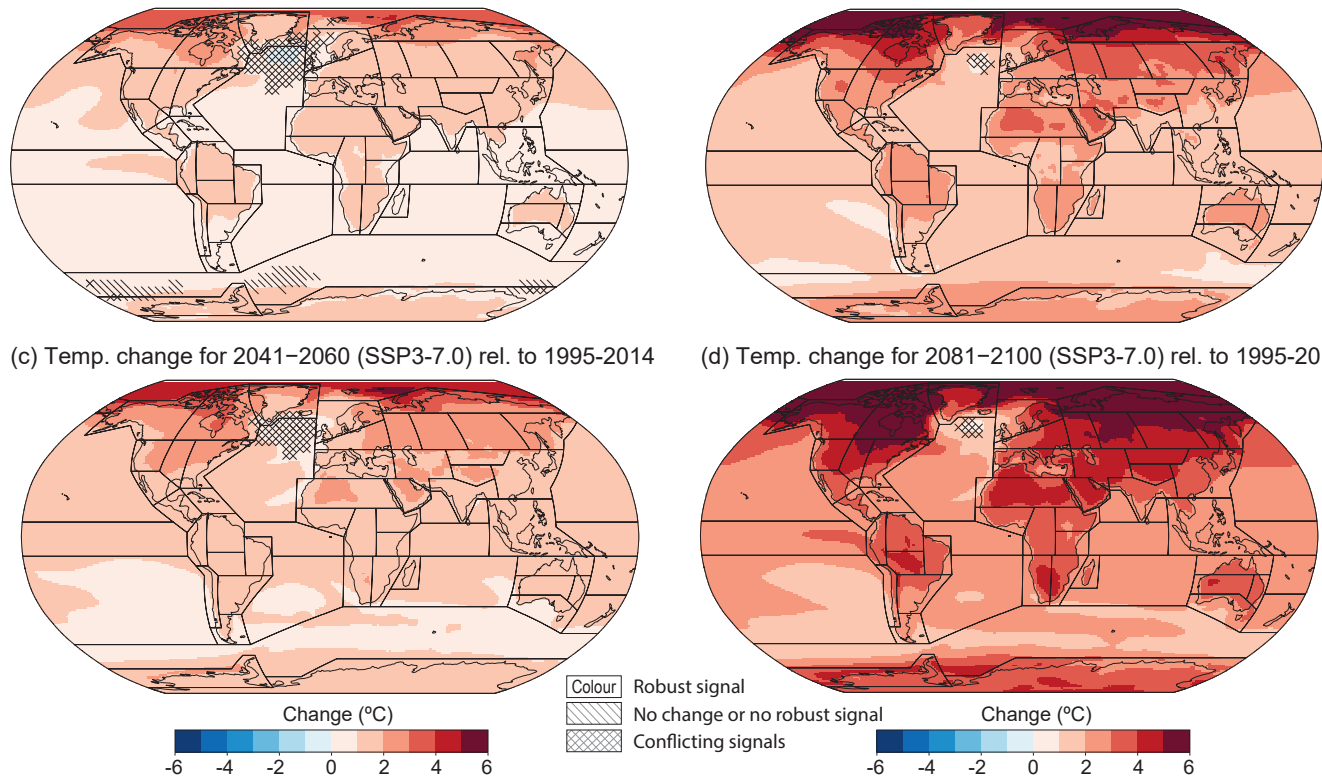 (c) Temp. change for 2041−2060 (SSP3-7.0) rel. to 1995-2014
(d) Temp. change for 2081−2100 (SSP3-7.0) rel. to 1995-20
Colour Robust signal
No change or no robust signal
Conflicting signals
Change (ºC)
-6 -4 -2 0 2 4 6
Change (ºC)
-6 -4 -2 0 2 4 6